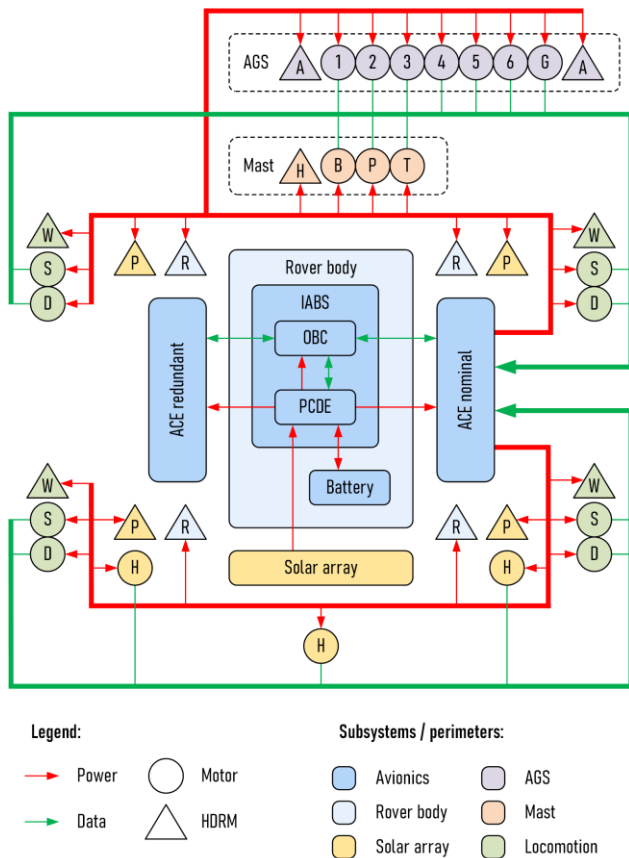 AGS
A 1 2 3 4 5 6 G A
Mast
H B P T
W W
S P R R P S
D D
Rover body
IABS
OBC
ACE redundant
ACE nominal
PCDE
Battery
W W
S P R R P S
D D
H H
Solar array
H
Legend: Subsystems / perimeters:
Power Motor Avionics AGS
Data HDRM Rover body Mast
Solar array Locomotion